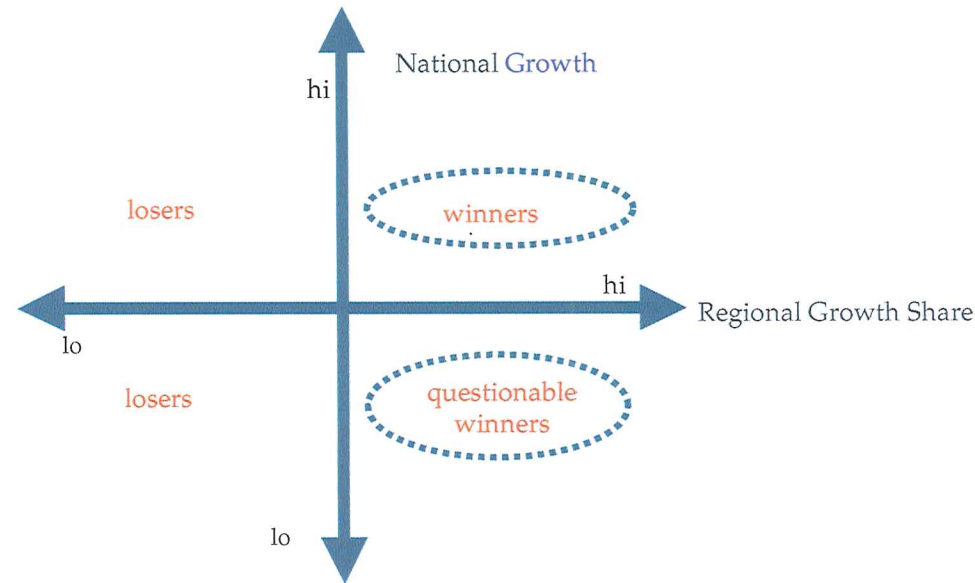 National Growth
hi
losers
winners
hi
Regional Growth Share
lo
losers
questionable
winners
lo